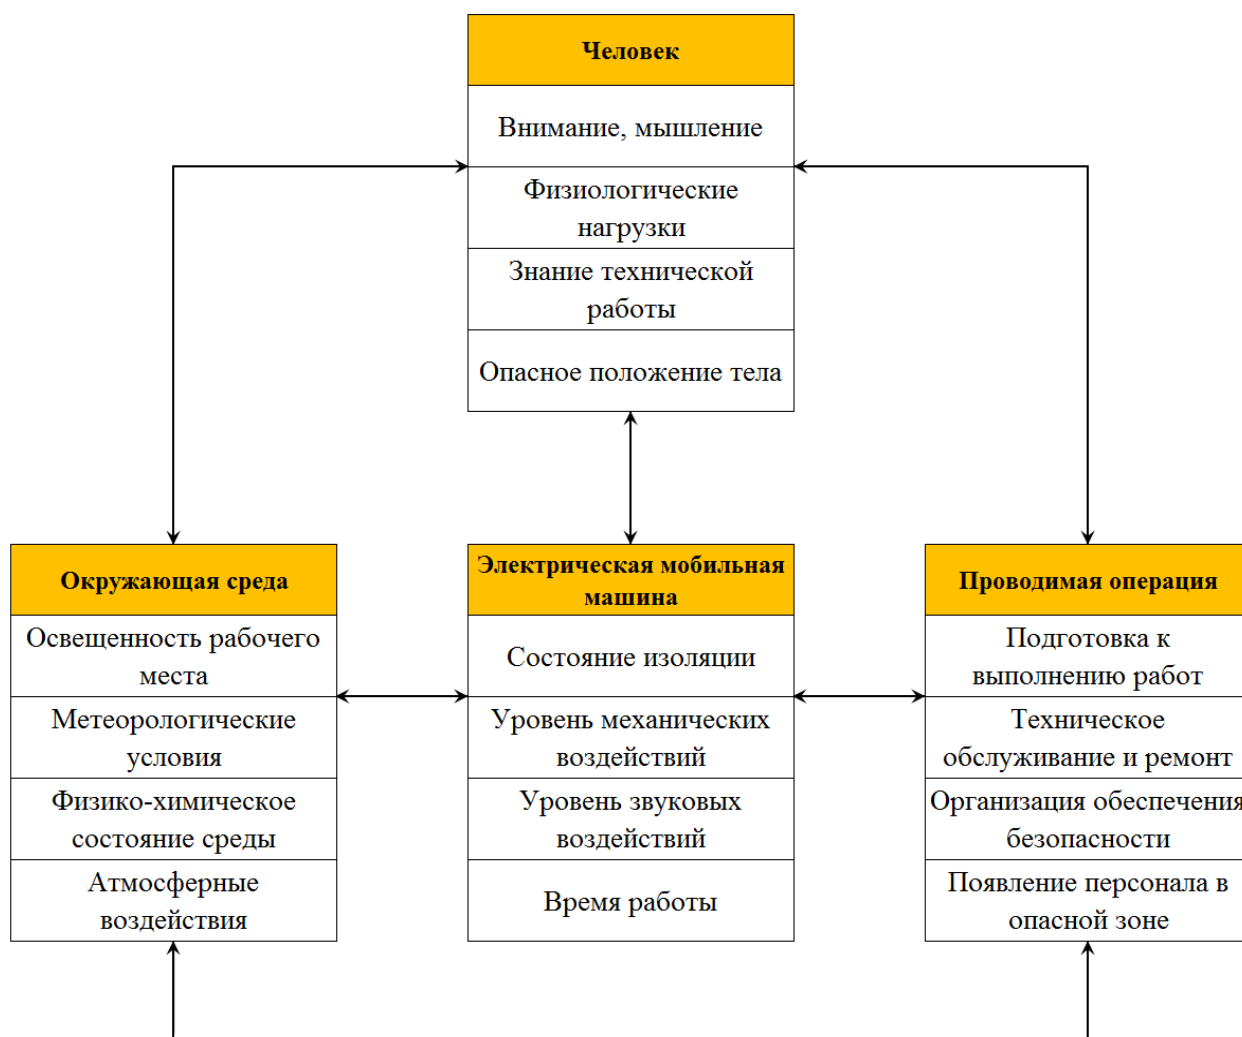 Человек
Внимание, мышление
Физиологические
нагрузки
Знание технической
работы
Опасное положение тела
Окружающая среда
Освещенность рабочего
места
Метеорологические
условия
Физико-химическое
состояние среды
Атмосферные
воздействия
Электрическая мобильная
машина
Состояние изоляции
Уровень механических
воздействий
Уровень звуковых
воздействий
Время работы
Проводимая операция
Подготовка к
выполнению работ
Техническое
обслуживание и ремонт
Организация обеспечения
безопасности
Появление персонала в
опасной зоне